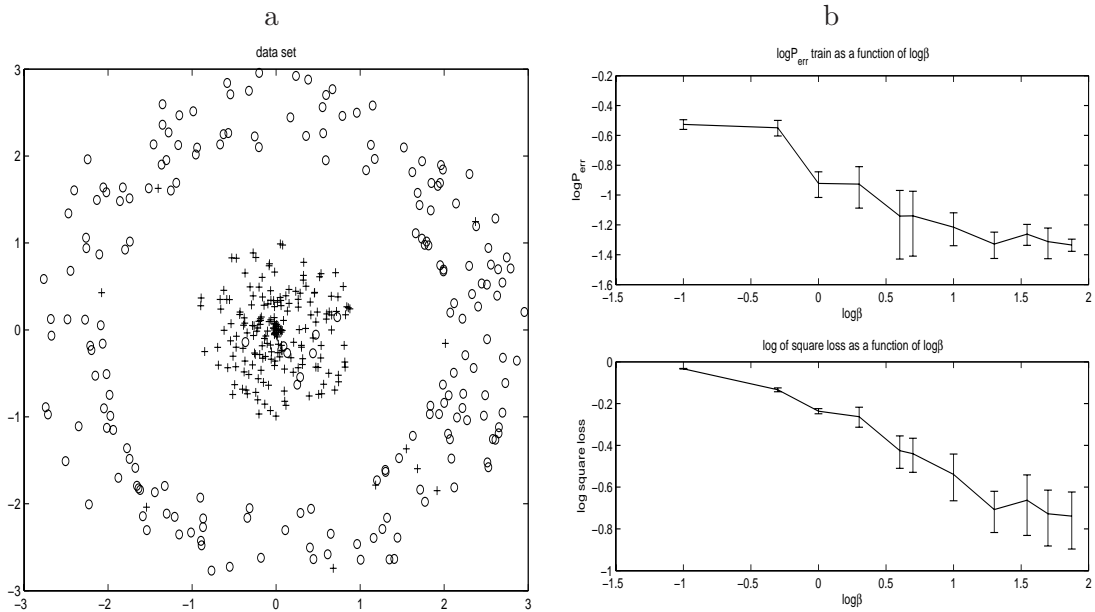 a
data set
3
2
1
0
−1
−2
−3
−3 −2 −1 0 1 2 3
b
logP_err train as a function of logβ
−0.2
−0.4
−0.6
−0.8
−1
−1.2
−1.4
−1.6
logP_err
−1.5 −1 −0.5 0 0.5 1 1.5 2
logβ
log of square loss as a function of logβ
0
−0.2
−0.4
−0.6
−0.8
−1
log square loss
−1.5 −1 −0.5 0 0.5 1 1.5 2
logβ